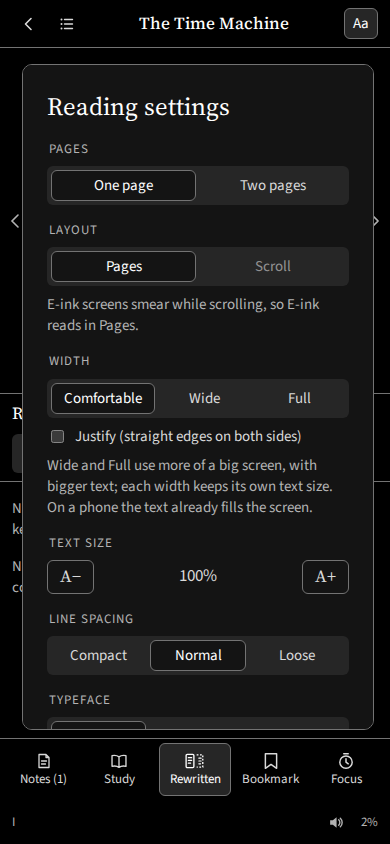 The Time Machine
Aa
Reading settings
PAGES
One page
Two pages
LAYOUT
Pages
Scroll
E-ink screens smear while scrolling, so E-ink
reads in Pages.
WIDTH
Comfortable
Wide
Full
Justify (straight edges on both sides)
Wide and Full use more of a big screen, with
bigger text; each width keeps its own text size.
On a phone the text already fills the screen.
TEXT SIZE
A−
100%
A+
LINE SPACING
Compact
Normal
Loose
TYPEFACE
Notes (1)
Study
Rewritten
Bookmark
Focus
I
2%